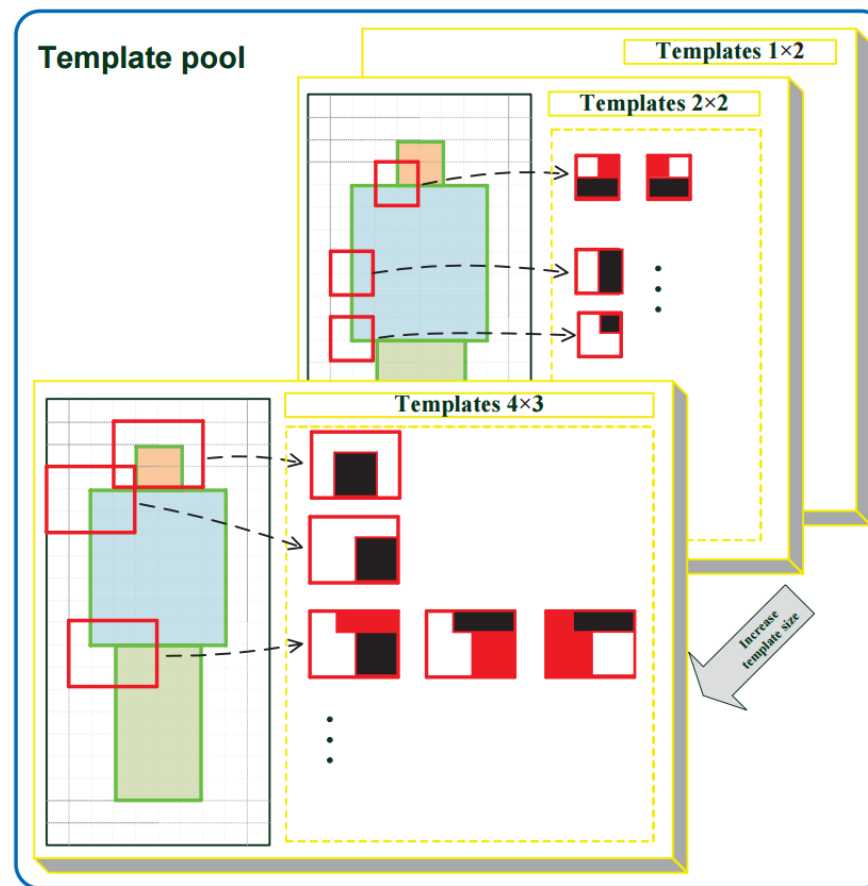 Template pool
Templates 1×2
Templates 2×2
Templates 4×3
Increase
template size